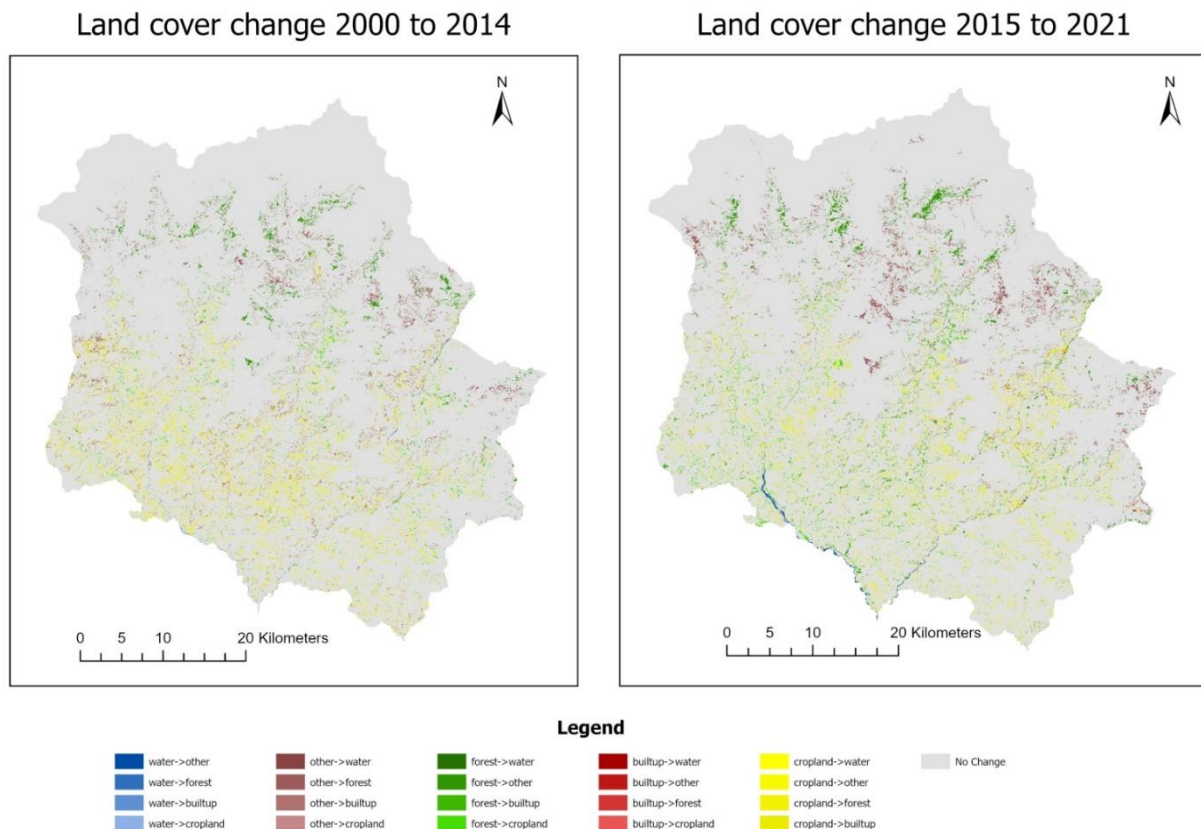 Land cover change 2000 to 2014
Land cover change 2015 to 2021
N
N
0 5 10 20 Kilometers
0 5 10 20 Kilometers
Legend
water->other other->water forest->water builtup->water cropland->water No Change
water->forest other->forest forest->other builtup->other cropland->other
water->builtup other->builtup forest->builtup builtup->forest cropland->forest
water->cropland other->cropland forest->cropland builtup->cropland cropland->builtup